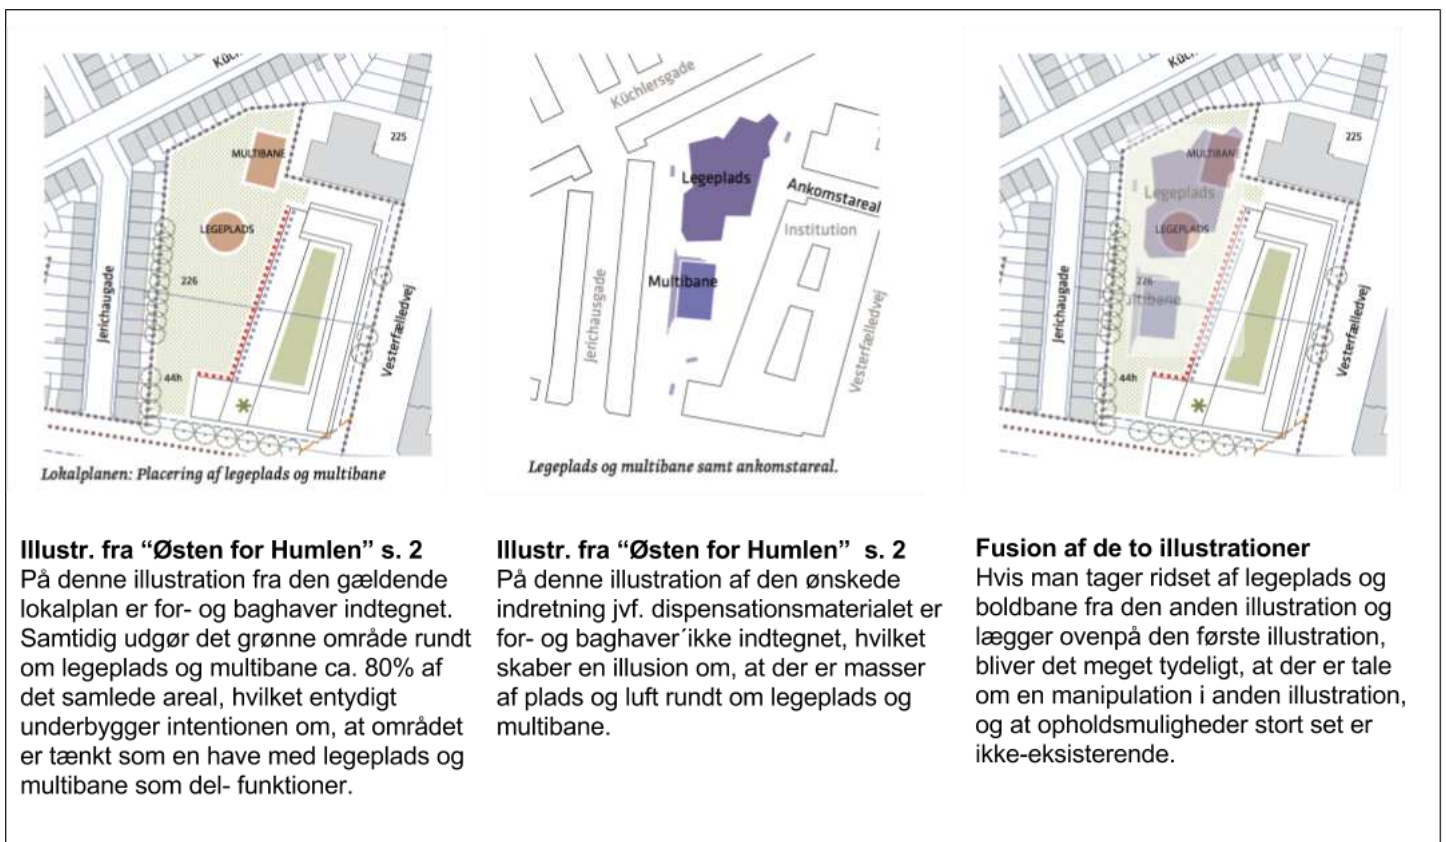 Küc
225
MULTIBANE
LEGEPLADS
226
Jerichaugade
Vesterfælledvej
44h
Lokalplanen: Placering af legeplads og multibane
Küchlersgade
Legeplads
Ankomstareal
Institution
Multibane
Jerichausgade
Vesterfælledvej
Legeplads og multibane samt ankomstareal.
Küc
225
MULTIBANE
Legeplads
LEGEPLADS
226
ultibane
Jerichaugade
Vesterfælledvej
44h
Illustr. fra “Østen for Humlen” s. 2
På denne illustration fra den gældende
lokalplan er for- og baghaver indtegnet.
Samtidig udgør det grønne område rundt
om legeplads og multibane ca. 80% af
det samlede areal, hvilket entydigt
underbygger intentionen om, at området
er tænkt som en have med legeplads og
multibane som del- funktioner.
Illustr. fra “Østen for Humlen” s. 2
På denne illustration af den ønskede
indretning jvf. dispensationsmaterialet er
for- og baghaver´ikke indtegnet, hvilket
skaber en illusion om, at der er masser
af plads og luft rundt om legeplads og
multibane.
Fusion af de to illustrationer
Hvis man tager ridset af legeplads og
boldbane fra den anden illustration og
lægger ovenpå den første illustration,
bliver det meget tydeligt, at der er tale
om en manipulation i anden illustration,
og at opholdsmuligheder stort set er
ikke-eksisterende.